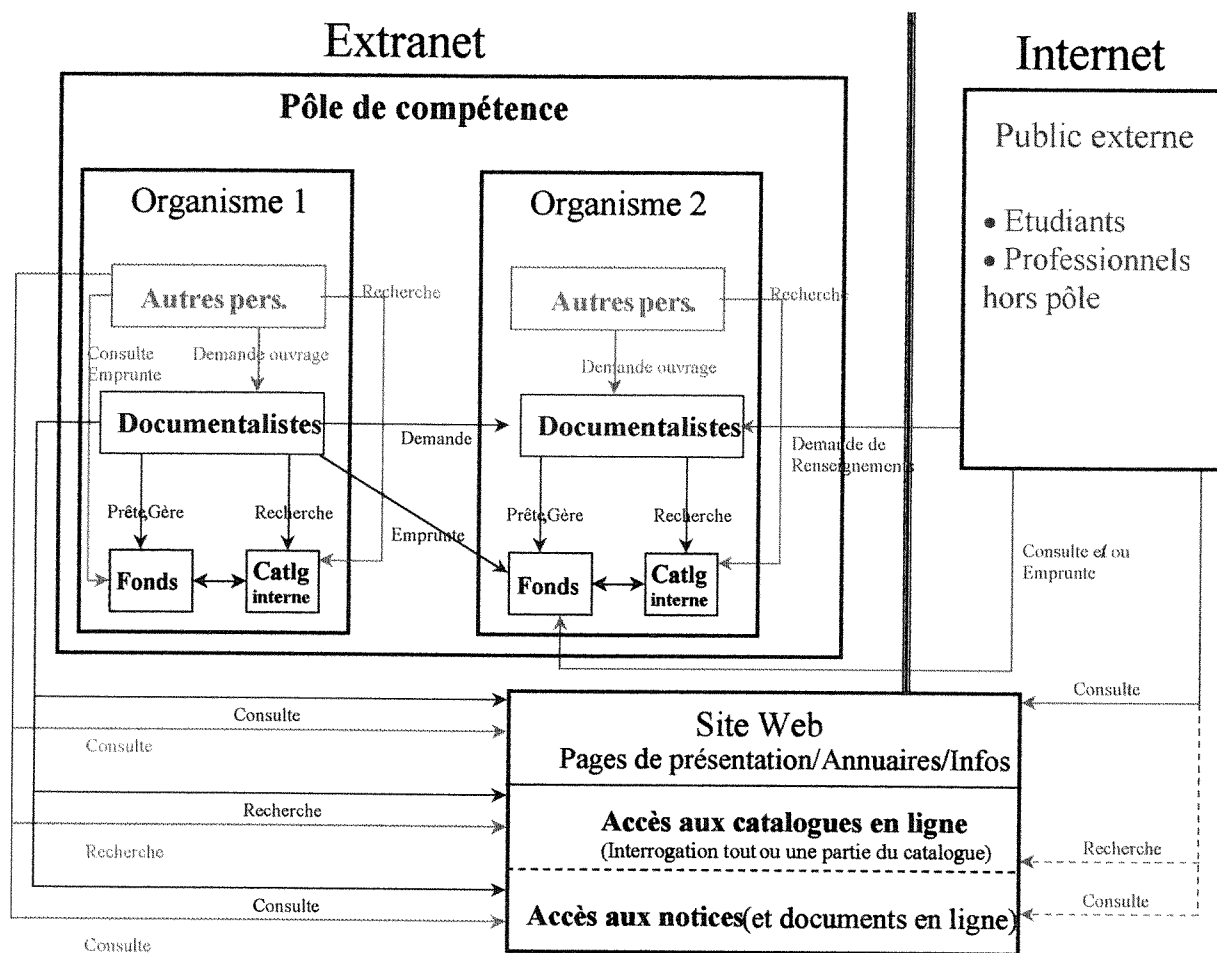 Extranet
Internet
Pôle de compétence
Public externe
• Etudiants
• Professionnels
hors pôle
Organisme 1
Organisme 2
Autres pers.
Recherche
Autres pers.
Recherche
Consulte
Emprunte
Demande ouvrage
Demande ouvrage
Documentalistes
Demande
Documentalistes
Demande de
Renseignements
Prête,Gère
Recherche
Emprunte
Prête,Gère
Recherche
Fonds
Catlg
interne
Fonds
Catlg
interne
Consulte et ou
Emprunte
Consulte
Consulte
Site Web
Pages de présentation/Annuaires/Infos
Consulte
Recherche
Recherche
Accès aux catalogues en ligne
(Interrogation tout ou une partie du catalogue)
Recherche
Consulte
Consulte
Accès aux notices(et documents en ligne)
Consulte